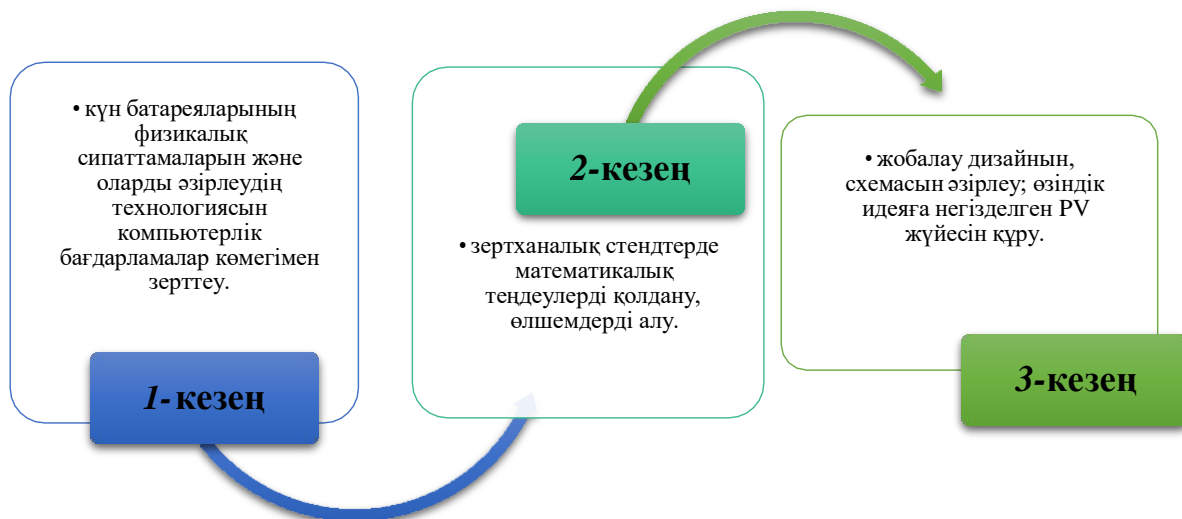 • күн батареяларының
физикалық
сипаттамаларын және
оларды әзірлеудің
технологиясын
компьютерлік
бағдарламалар көмегімен
зерттеу.
1-кезең
2-кезең
• зертханалық стендтерде
математикалық
теңдеулерді қолдану,
өлшемдерді алу.
• жобалау дизайнын,
схемасын әзірлеу; өзіндік
идеяға негізделген PV
жүйесін құру.
3-кезең